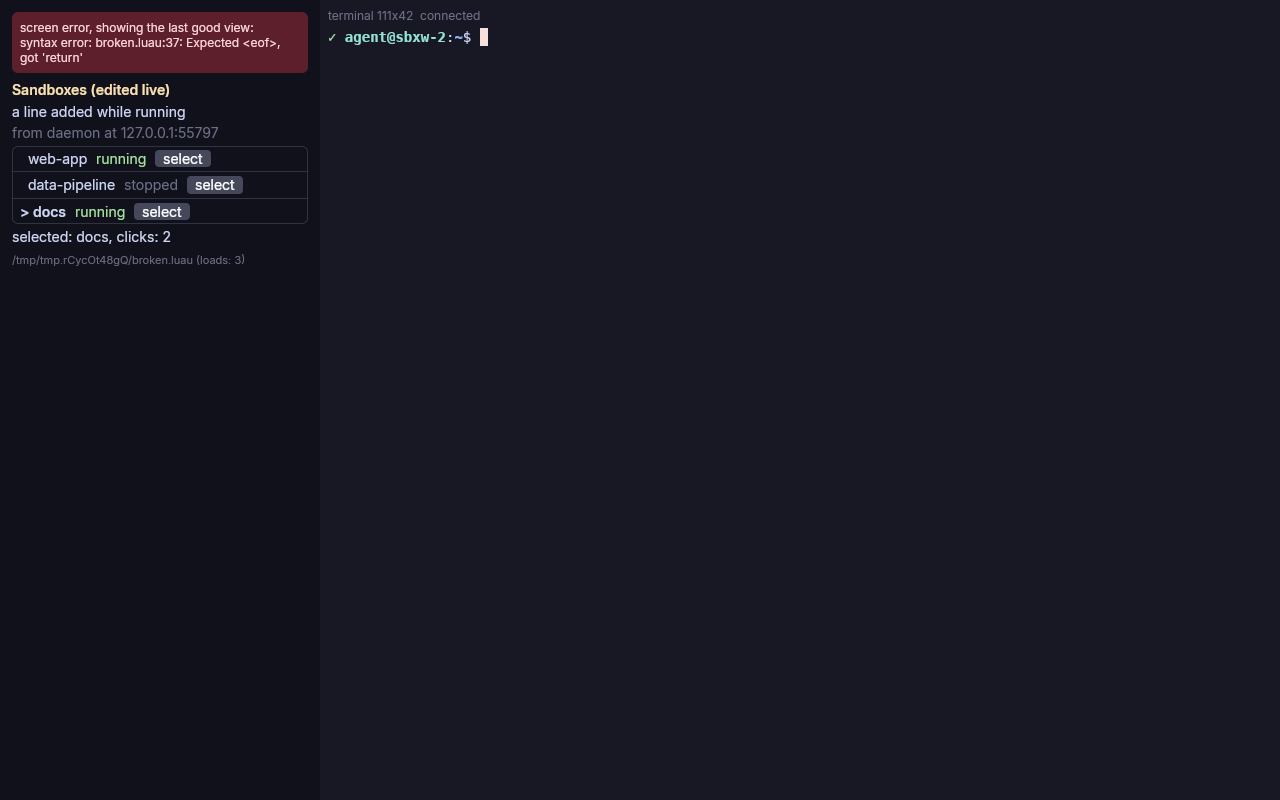 screen error, showing the last good view:
syntax error: broken.luau:37: Expected <eof>,
got 'return'
Sandboxes (edited live)
a line added while running
from daemon at 127.0.0.1:55797
web-app running select
data-pipeline stopped select
> docs running select
selected: docs, clicks: 2
/tmp/tmp.rCycOt48gQ/broken.luau (loads: 3)
terminal 111x42 connected
✓ agent@sbxw-2:~$